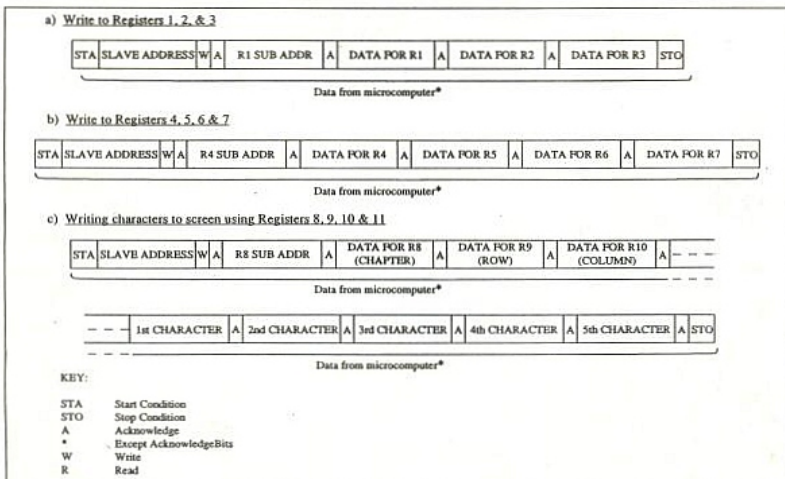 a) Write to Registers 1, 2, & 3
STA SLAVE ADDRESS W A R1 SUB ADDR A DATA FOR R1 A DATA FOR R2 A DATA FOR R3 STO
Data from microcomputer*
b) Write to Registers 4, 5, 6 & 7
STA SLAVE ADDRESS W A R4 SUB ADDR A DATA FOR R4 A DATA FOR R5 A DATA FOR R6 A DATA FOR R7 STO
Data from microcomputer*
c) Writing characters to screen using Registers 8, 9, 10 & 11
STA SLAVE ADDRESS W A R8 SUB ADDR A DATA FOR R8 (CHAPTER) A DATA FOR R9 (ROW) A DATA FOR R10 (COLUMN) A
Data from microcomputer*
1st CHARACTER A 2nd CHARACTER A 3rd CHARACTER A 4th CHARACTER A 5th CHARACTER A STO
Data from microcomputer*
KEY:
STA Start Condition
STO Stop Condition
A Acknowledge
* Except AcknowledgeBits
W Write
R Read